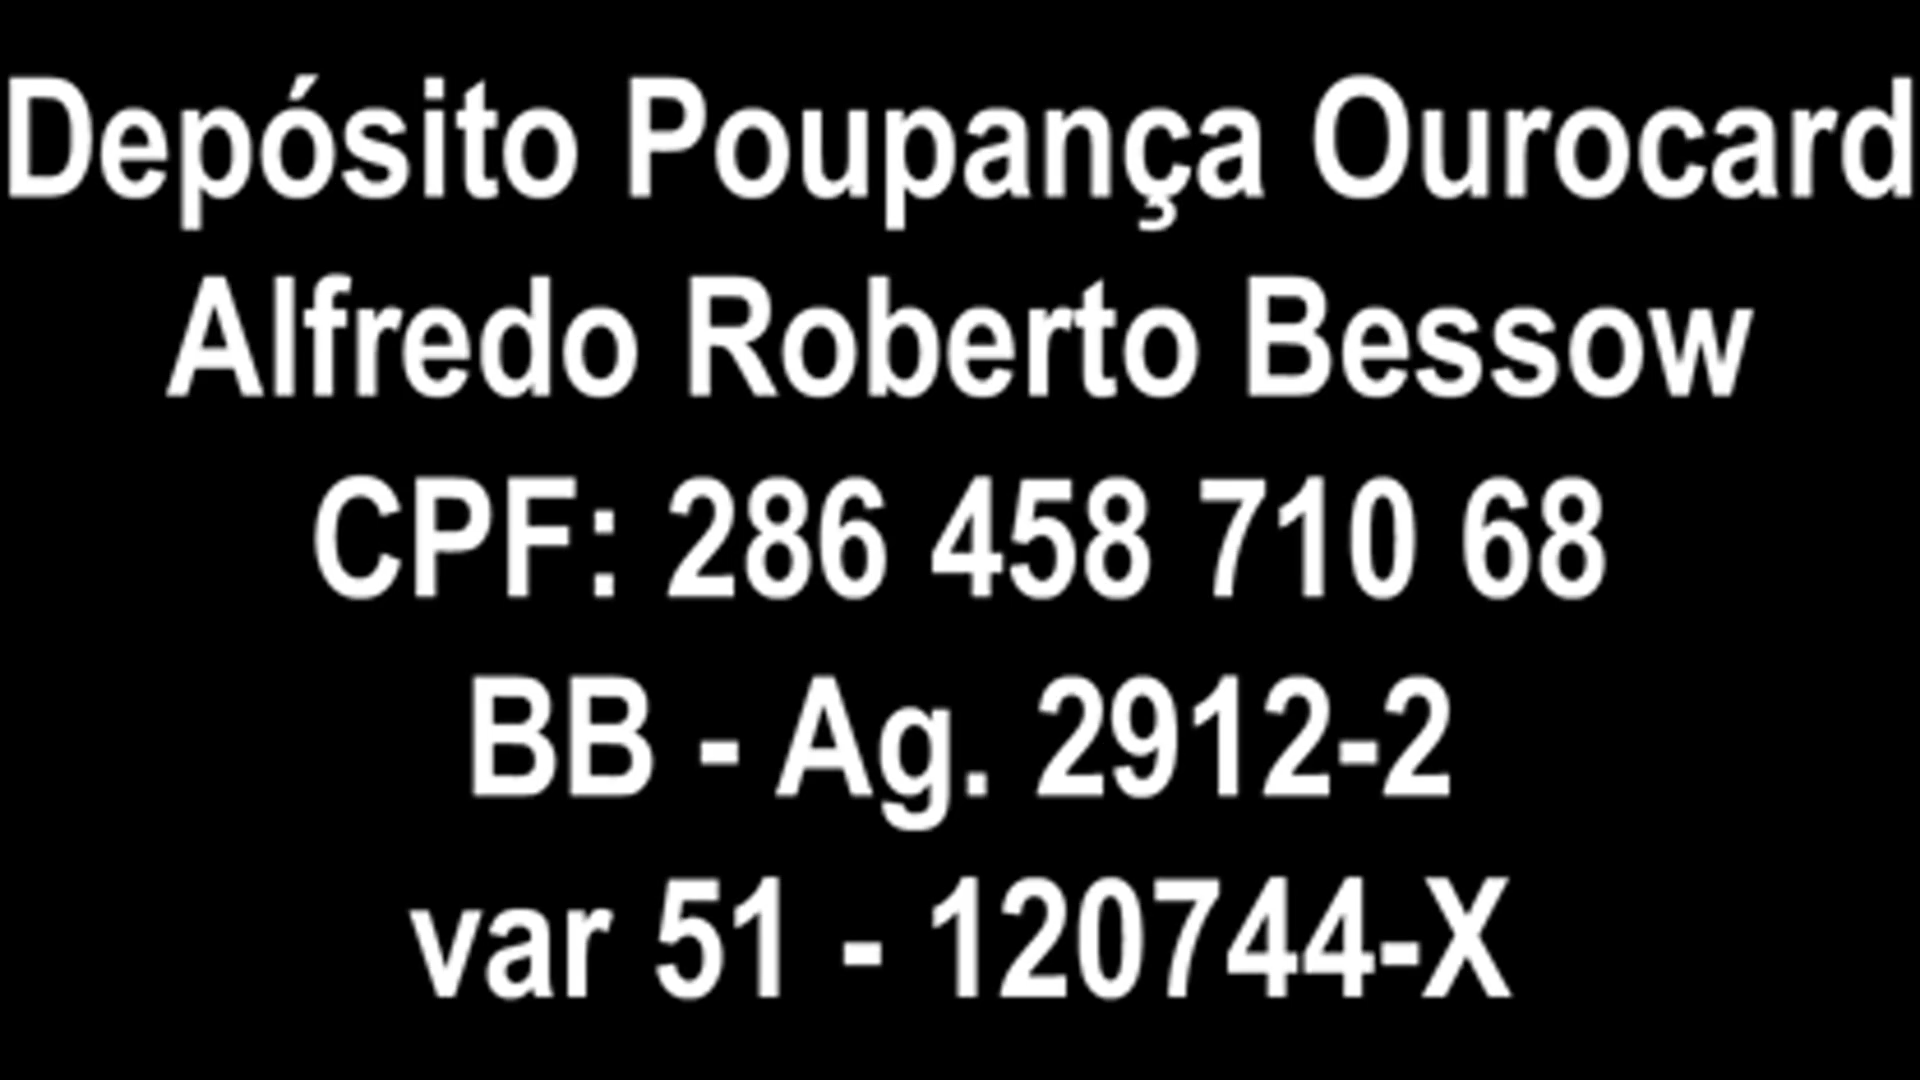 Depósito Poupança Ourocard
Alfredo Roberto Bessow
CPF: 286 458 710 68
BB - Ag. 2912-2
var 51 - 120744-X